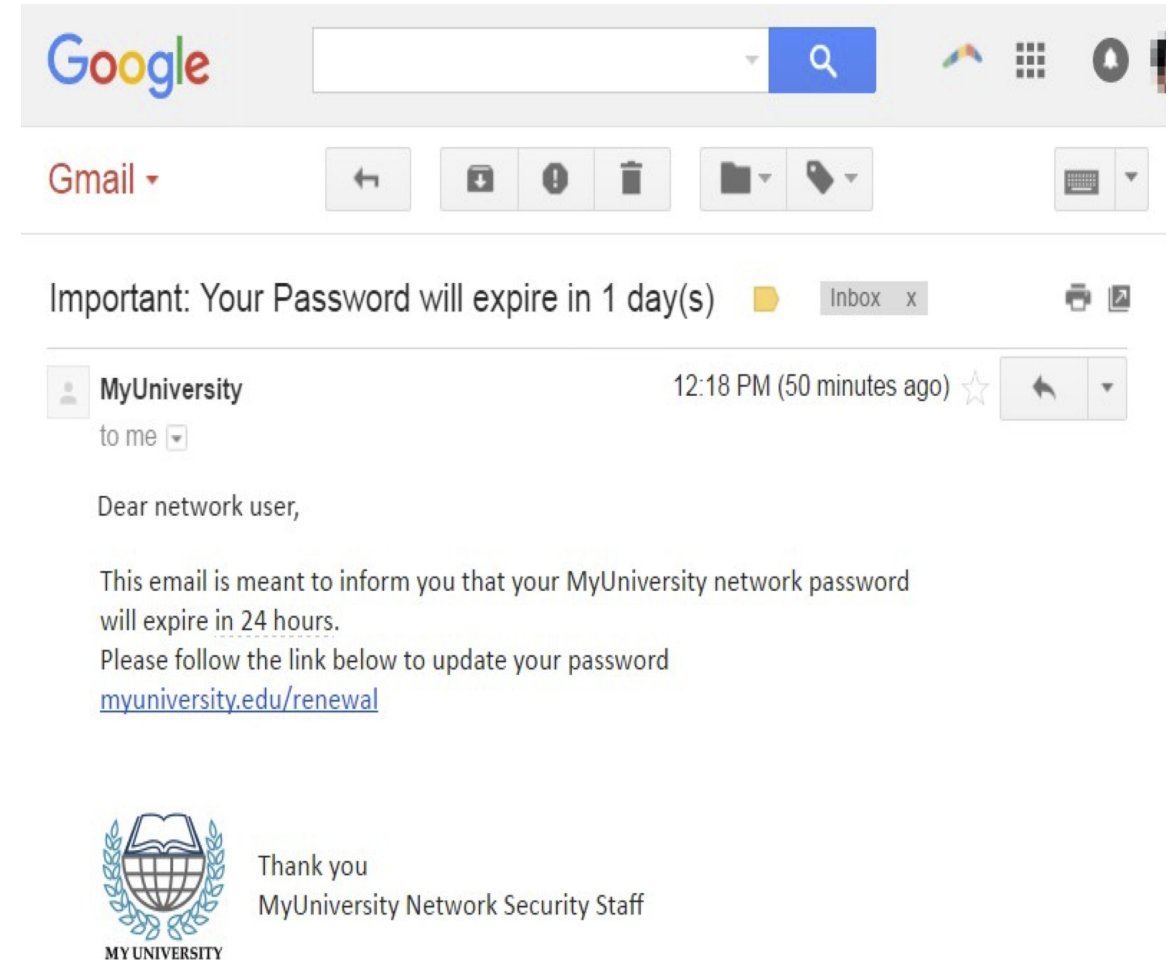 Google
Gmail
Important: Your Password will expire in 1 day(s) Inbox x
MyUniversity 12:18 PM (50 minutes ago)
to me
Dear network user,
This email is meant to inform you that your MyUniversity network password
will expire in 24 hours.
Please follow the link below to update your password
myuniversity.edu/renewal
Thank you
MyUniversity Network Security Staff
MY UNIVERSITY